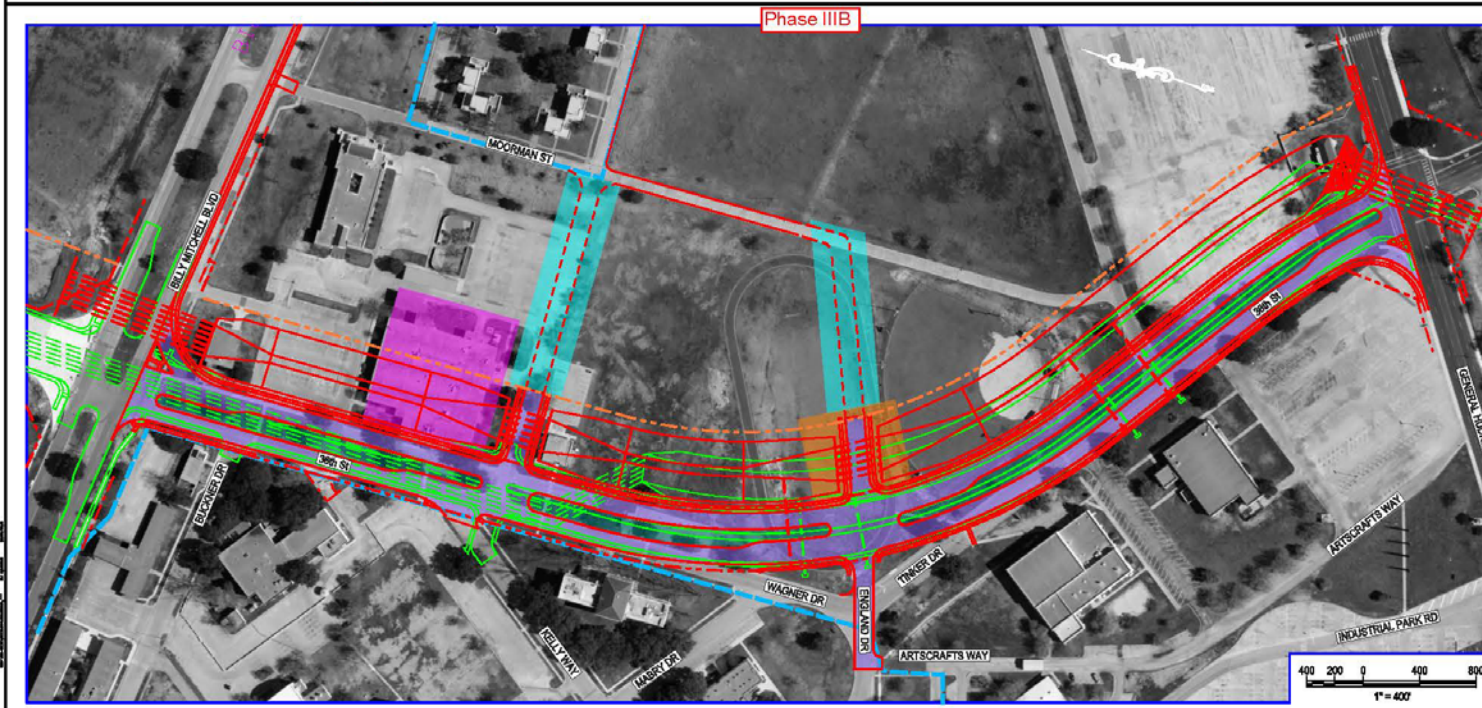 Phase IIIB
MOORMAN ST
BILLY MITCHELL BLVD
36th St
36th St
BUCKNER DR
KELLY WAY
MABRY DR
WAGNER DR
ENGLAND DR
TINKER DR
ARTSCRAFTS WAY
ARTSCRAFTS WAY
INDUSTRIAL PARK RD
400 200 0 400 800
1" = 400'